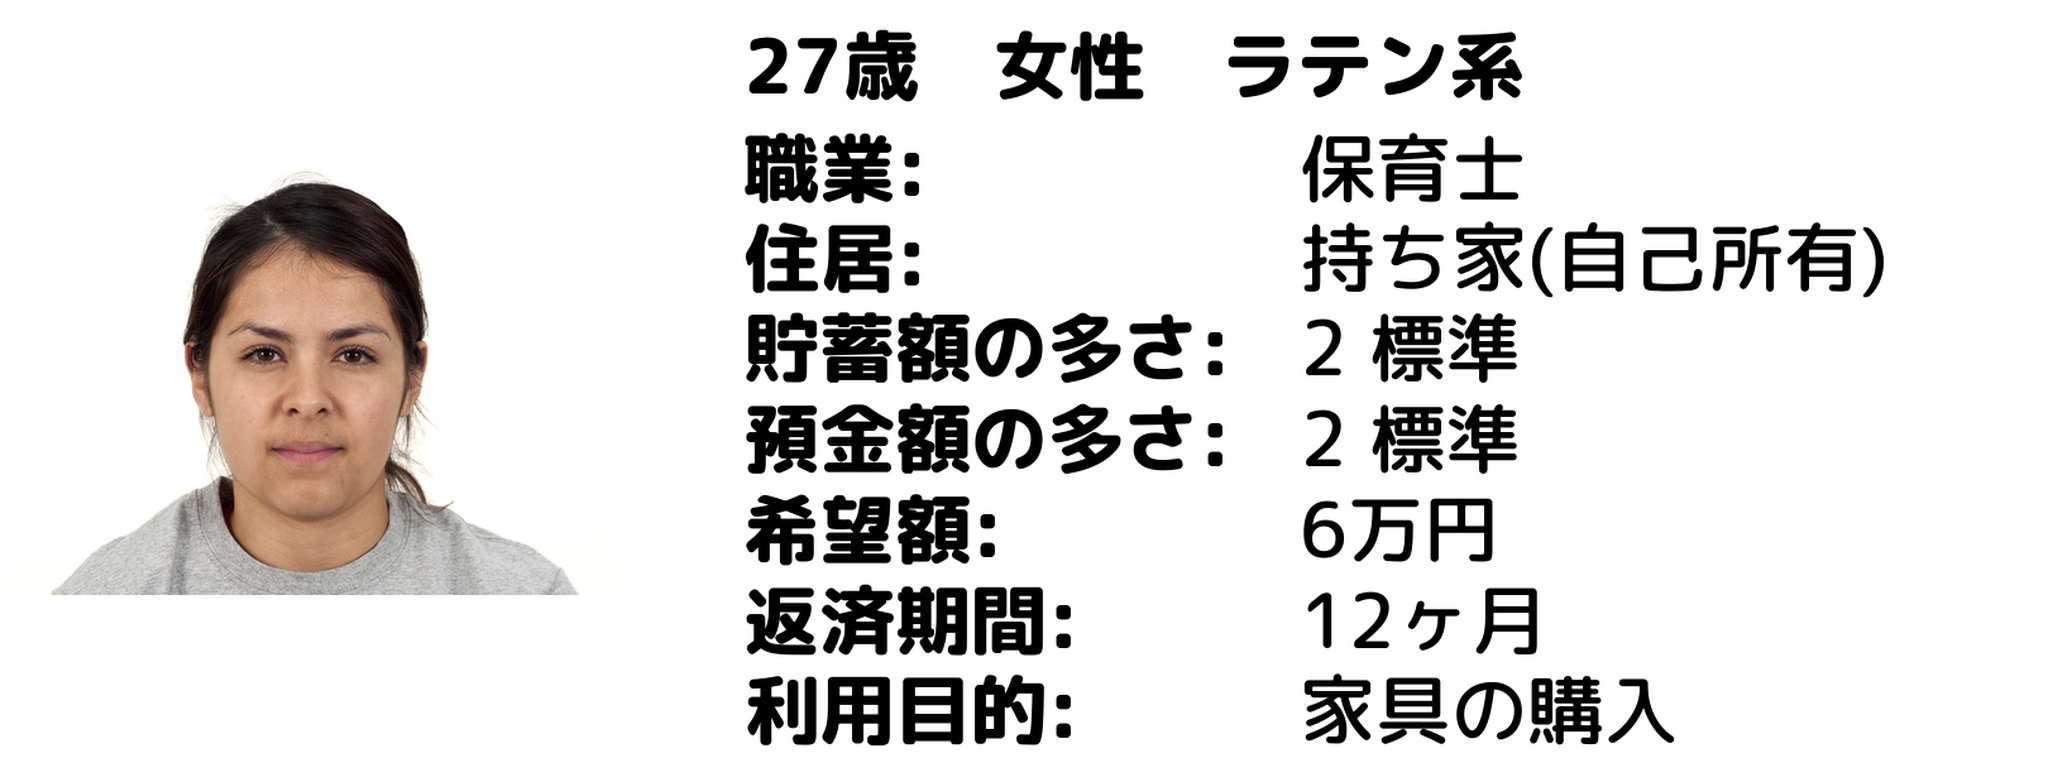 27歳　女性　ラテン系
職業: 保育士
住居: 持ち家(自己所有)
貯蓄額の多さ: 2 標準
預金額の多さ: 2 標準
希望額: 6万円
返済期間: 12ヶ月
利用目的: 家具の購入